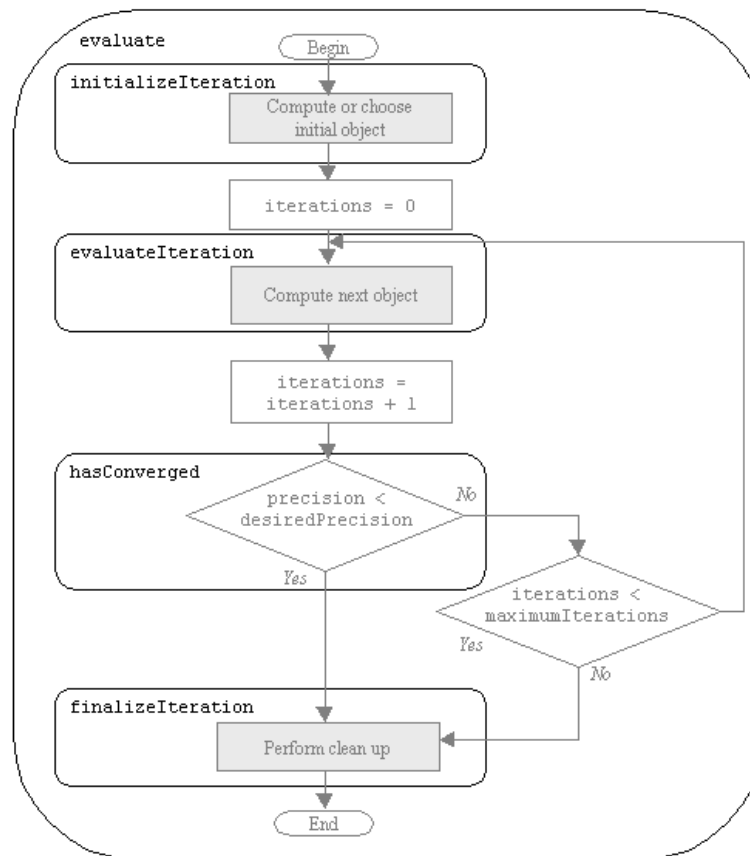 evaluate
Begin
initializeIteration
Compute or choose
initial object
iterations = 0
evaluateIteration
Compute next object
iterations =
iterations + 1
hasConverged
precision <
desiredPrecision
No
Yes
iterations <
maximumIterations
Yes
No
finalizeIteration
Perform clean up
End